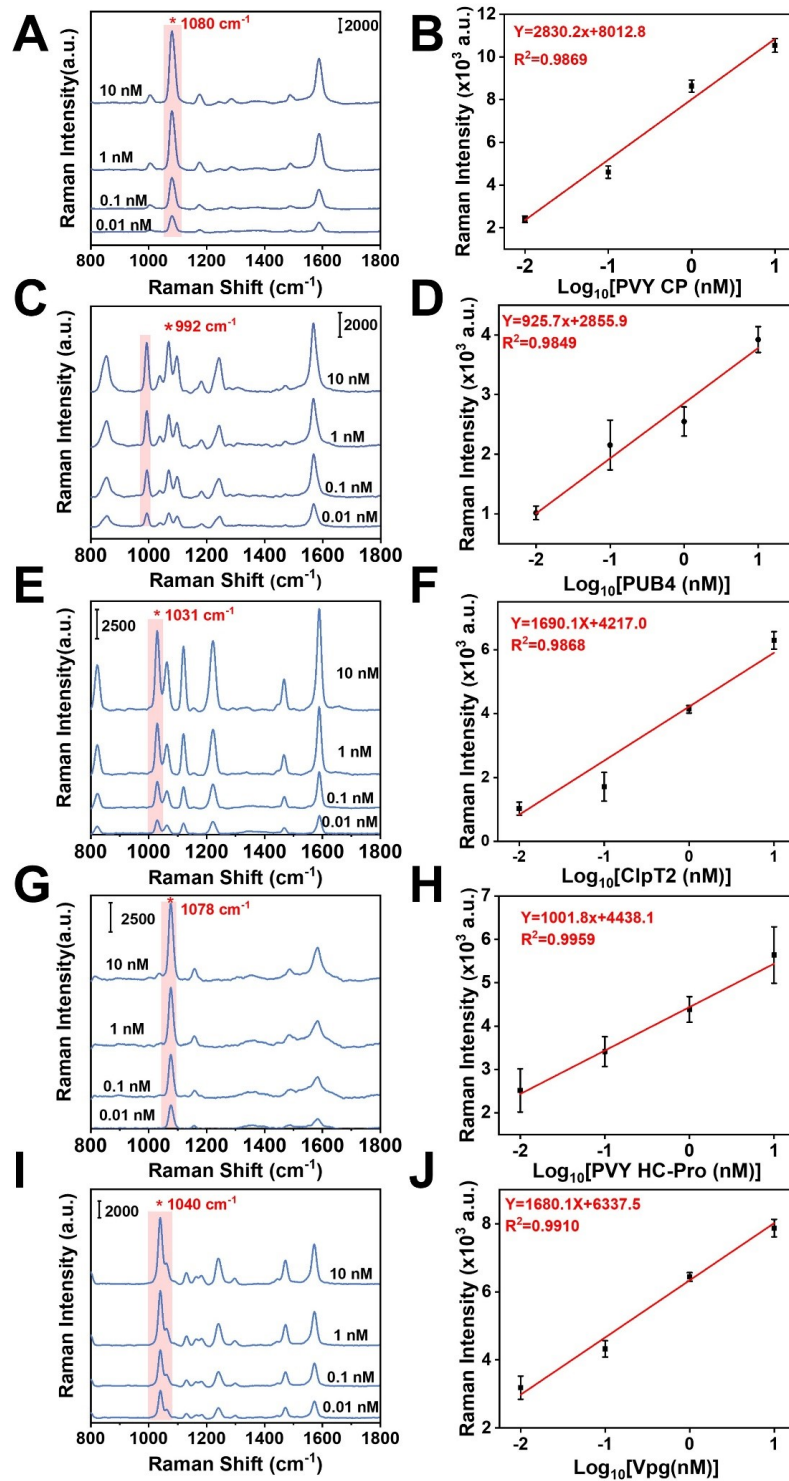 A
* 1080 cm-1
2000
10 nM
1 nM
0.1 nM
0.01 nM
Raman Intensity(a.u.)
800 1000 1200 1400 1600 1800
Raman Shift (cm-1)
B
Y=2830.2x+8012.8
R2=0.9869
Raman Intensity (x103 a.u.)
12
10
8
6
4
2
-2 -1 0 1
Log10[PVY CP (nM)]
C
*992 cm-1
2000
10 nM
1 nM
0.1 nM
0.01 nM
Raman Intensity (a.u.)
800 1000 1200 1400 1600 1800
Raman Shift (cm-1)
D
Y=925.7x+2855.9
R2=0.9849
Raman Intensity (x103 a.u.)
4
3
2
1
-2 -1 0 1
Log10[PUB4 (nM)]
E
* 1031 cm-1
2500
10 nM
1 nM
0.1 nM
0.01 nM
Raman Intensity(a.u.)
800 1000 1200 1400 1600 1800
Raman Shift (cm-1)
F
Y=1690.1X+4217.0
R2=0.9868
Raman Intensity (x103 a.u.)
6
4
2
0
-2 -1 0 1
Log10[ClpT2 (nM)]
G
* 1078 cm-1
2500
10 nM
1 nM
0.1 nM
0.01 nM
Raman Intensity(a.u.)
800 1000 1200 1400 1600 1800
Raman Shift (cm-1)
H
Y=1001.8x+4438.1
R2=0.9959
Raman Intensity (x103 a.u.)
7
6
5
4
3
2
-2 -1 0 1
Log10[PVY HC-Pro (nM)]
I
* 1040 cm-1
2000
10 nM
1 nM
0.1 nM
0.01 nM
Raman Intensity (a.u.)
800 1000 1200 1400 1600 1800
Raman Shift (cm-1)
J
Y=1680.1X+6337.5
R2=0.9910
Raman Intensity (x103 a.u.)
8
6
4
2
-2 -1 0 1
Log10[Vpg(nM)]